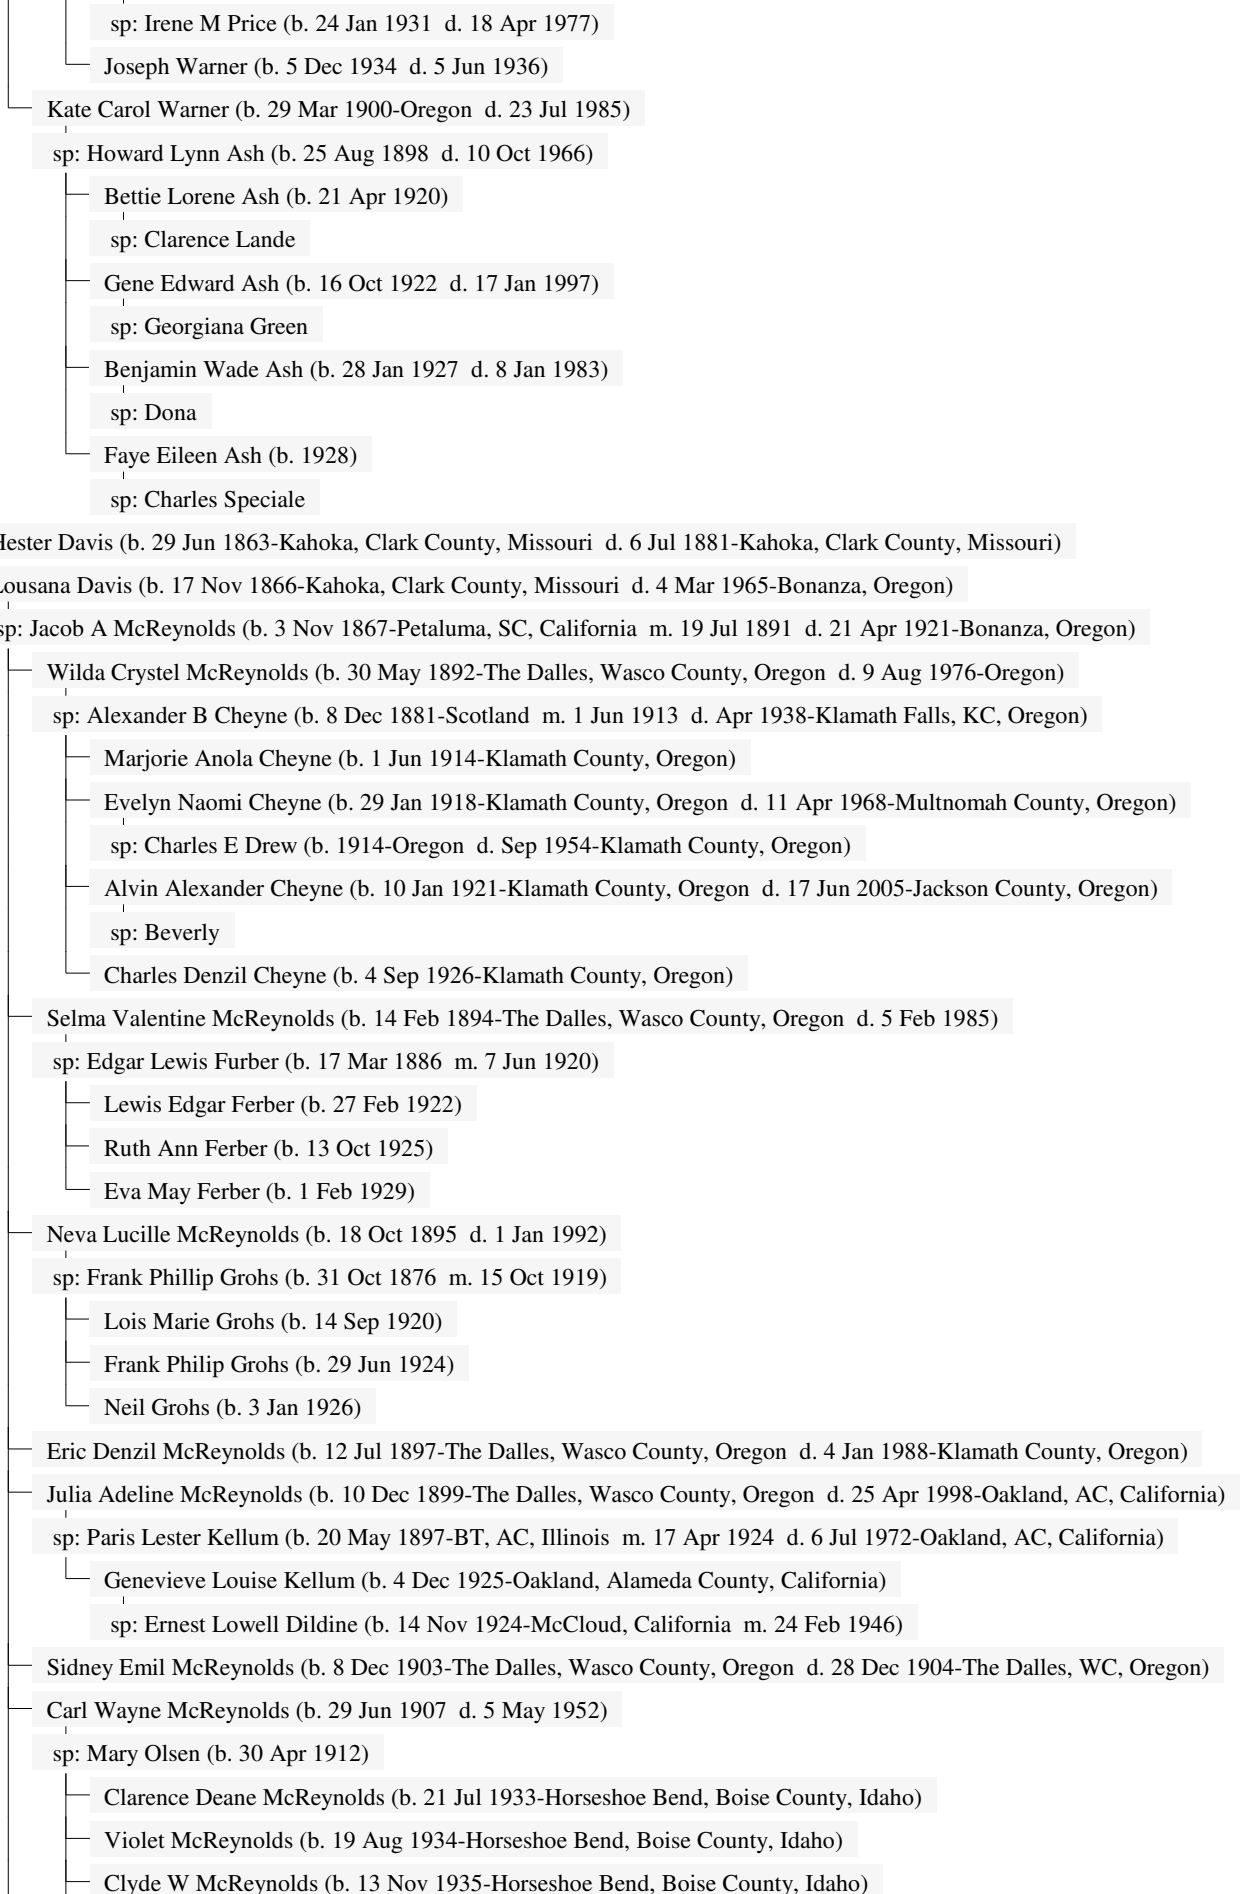 sp: Irene M Price (b. 24 Jan 1931  d. 18 Apr 1977)
Joseph Warner (b. 5 Dec 1934  d. 5 Jun 1936)
Kate Carol Warner (b. 29 Mar 1900-Oregon  d. 23 Jul 1985)
sp: Howard Lynn Ash (b. 25 Aug 1898  d. 10 Oct 1966)
Bettie Lorene Ash (b. 21 Apr 1920)
sp: Clarence Lande
Gene Edward Ash (b. 16 Oct 1922  d. 17 Jan 1997)
sp: Georgiana Green
Benjamin Wade Ash (b. 28 Jan 1927  d. 8 Jan 1983)
sp: Dona
Faye Eileen Ash (b. 1928)
sp: Charles Speciale
Hester Davis (b. 29 Jun 1863-Kahoka, Clark County, Missouri  d. 6 Jul 1881-Kahoka, Clark County, Missouri)
Lousana Davis (b. 17 Nov 1866-Kahoka, Clark County, Missouri  d. 4 Mar 1965-Bonanza, Oregon)
sp: Jacob A McReynolds (b. 3 Nov 1867-Petaluma, SC, California  m. 19 Jul 1891  d. 21 Apr 1921-Bonanza, Oregon)
Wilda Crystel McReynolds (b. 30 May 1892-The Dalles, Wasco County, Oregon  d. 9 Aug 1976-Oregon)
sp: Alexander B Cheyne (b. 8 Dec 1881-Scotland  m. 1 Jun 1913  d. Apr 1938-Klamath Falls, KC, Oregon)
Marjorie Anola Cheyne (b. 1 Jun 1914-Klamath County, Oregon)
Evelyn Naomi Cheyne (b. 29 Jan 1918-Klamath County, Oregon  d. 11 Apr 1968-Multnomah County, Oregon)
sp: Charles E Drew (b. 1914-Oregon  d. Sep 1954-Klamath County, Oregon)
Alvin Alexander Cheyne (b. 10 Jan 1921-Klamath County, Oregon  d. 17 Jun 2005-Jackson County, Oregon)
sp: Beverly
Charles Denzil Cheyne (b. 4 Sep 1926-Klamath County, Oregon)
Selma Valentine McReynolds (b. 14 Feb 1894-The Dalles, Wasco County, Oregon  d. 5 Feb 1985)
sp: Edgar Lewis Furber (b. 17 Mar 1886  m. 7 Jun 1920)
Lewis Edgar Ferber (b. 27 Feb 1922)
Ruth Ann Ferber (b. 13 Oct 1925)
Eva May Ferber (b. 1 Feb 1929)
Neva Lucille McReynolds (b. 18 Oct 1895  d. 1 Jan 1992)
sp: Frank Phillip Grohs (b. 31 Oct 1876  m. 15 Oct 1919)
Lois Marie Grohs (b. 14 Sep 1920)
Frank Philip Grohs (b. 29 Jun 1924)
Neil Grohs (b. 3 Jan 1926)
Eric Denzil McReynolds (b. 12 Jul 1897-The Dalles, Wasco County, Oregon  d. 4 Jan 1988-Klamath County, Oregon)
Julia Adeline McReynolds (b. 10 Dec 1899-The Dalles, Wasco County, Oregon  d. 25 Apr 1998-Oakland, AC, California)
sp: Paris Lester Kellum (b. 20 May 1897-BT, AC, Illinois  m. 17 Apr 1924  d. 6 Jul 1972-Oakland, AC, California)
Genevieve Louise Kellum (b. 4 Dec 1925-Oakland, Alameda County, California)
sp: Ernest Lowell Dildine (b. 14 Nov 1924-McCloud, California  m. 24 Feb 1946)
Sidney Emil McReynolds (b. 8 Dec 1903-The Dalles, Wasco County, Oregon  d. 28 Dec 1904-The Dalles, WC, Oregon)
Carl Wayne McReynolds (b. 29 Jun 1907  d. 5 May 1952)
sp: Mary Olsen (b. 30 Apr 1912)
Clarence Deane McReynolds (b. 21 Jul 1933-Horseshoe Bend, Boise County, Idaho)
Violet McReynolds (b. 19 Aug 1934-Horseshoe Bend, Boise County, Idaho)
Clyde W McReynolds (b. 13 Nov 1935-Horseshoe Bend, Boise County, Idaho)